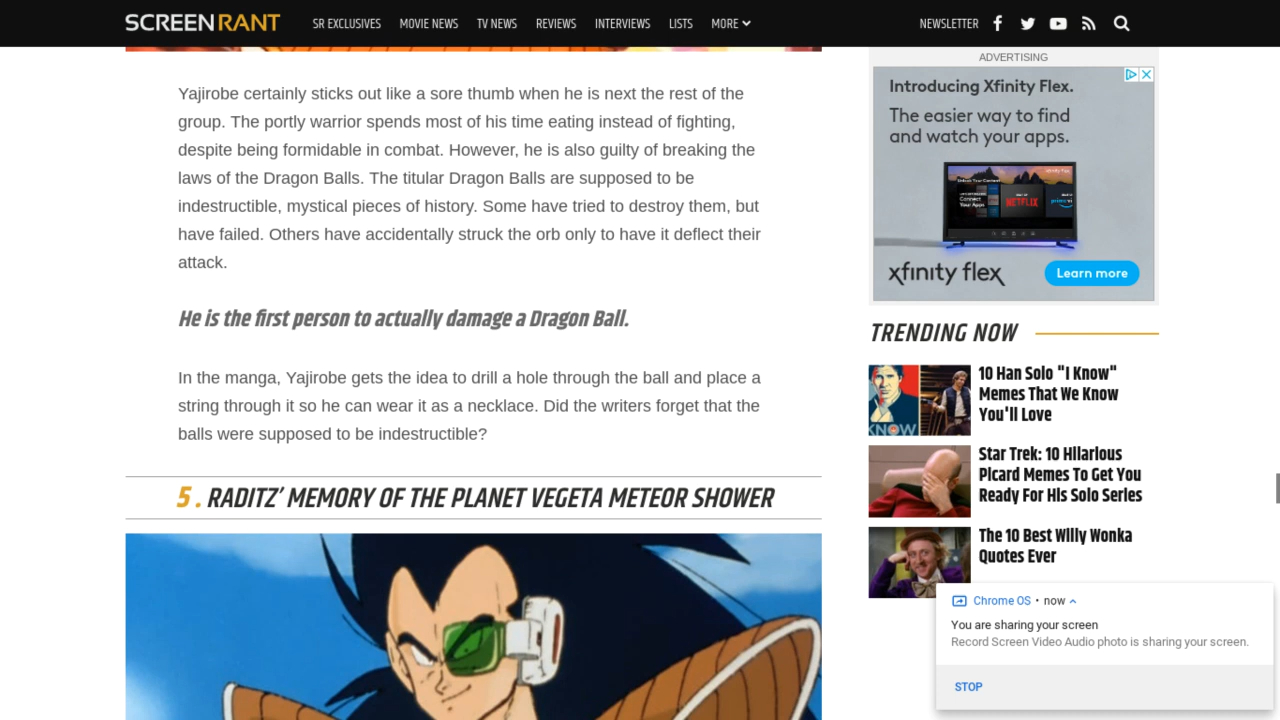 SCREENRANT
SR EXCLUSIVES MOVIE NEWS TV NEWS REVIEWS INTERVIEWS LISTS MORE
NEWSLETTER
Yajirobe certainly sticks out like a sore thumb when he is next the rest of the
group. The portly warrior spends most of his time eating instead of fighting,
despite being formidable in combat. However, he is also guilty of breaking the
laws of the Dragon Balls. The titular Dragon Balls are supposed to be
indestructible, mystical pieces of history. Some have tried to destroy them, but
have failed. Others have accidentally struck the orb only to have it deflect their
attack.
He is the first person to actually damage a Dragon Ball.
In the manga, Yajirobe gets the idea to drill a hole through the ball and place a
string through it so he can wear it as a necklace. Did the writers forget that the
balls were supposed to be indestructible?
5 . RADITZ’ MEMORY OF THE PLANET VEGETA METEOR SHOWER
ADVERTISING
Introducing Xfinity Flex.
The easier way to find
and watch your apps.
NETFLIX
xfinity flex
Learn more
TRENDING NOW
KNOW
10 Han Solo "I Know"
Memes That We Know
You'll Love
Star Trek: 10 Hilarious
Picard Memes To Get You
Ready For His Solo Series
The 10 Best Willy Wonka
Quotes Ever
Chrome OS • now
You are sharing your screen
Record Screen Video Audio photo is sharing your screen.
STOP